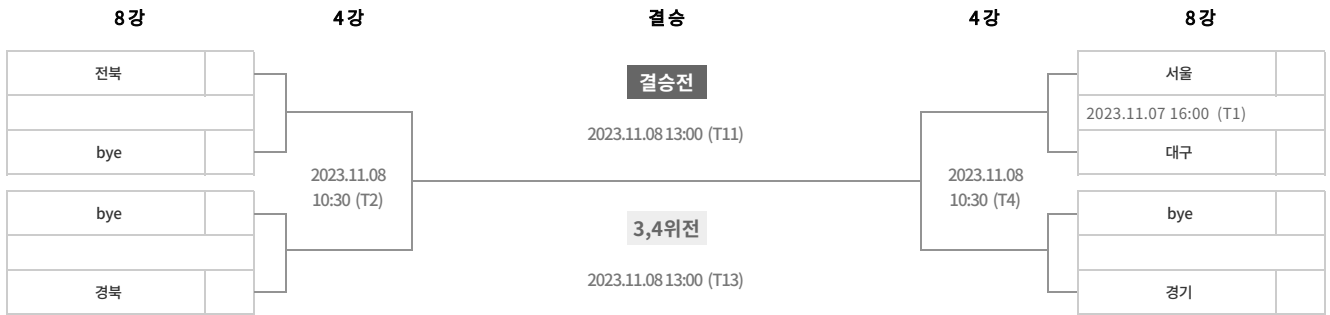 8강 4강 결승 4강 8강
전북
bye
bye
경북
2023.11.08
10:30 (T2)
결승전
2023.11.08 13:00 (T11)
3,4위전
2023.11.08 13:00 (T13)
2023.11.08
10:30 (T4)
서울
2023.11.07 16:00 (T1)
대구
bye
경기